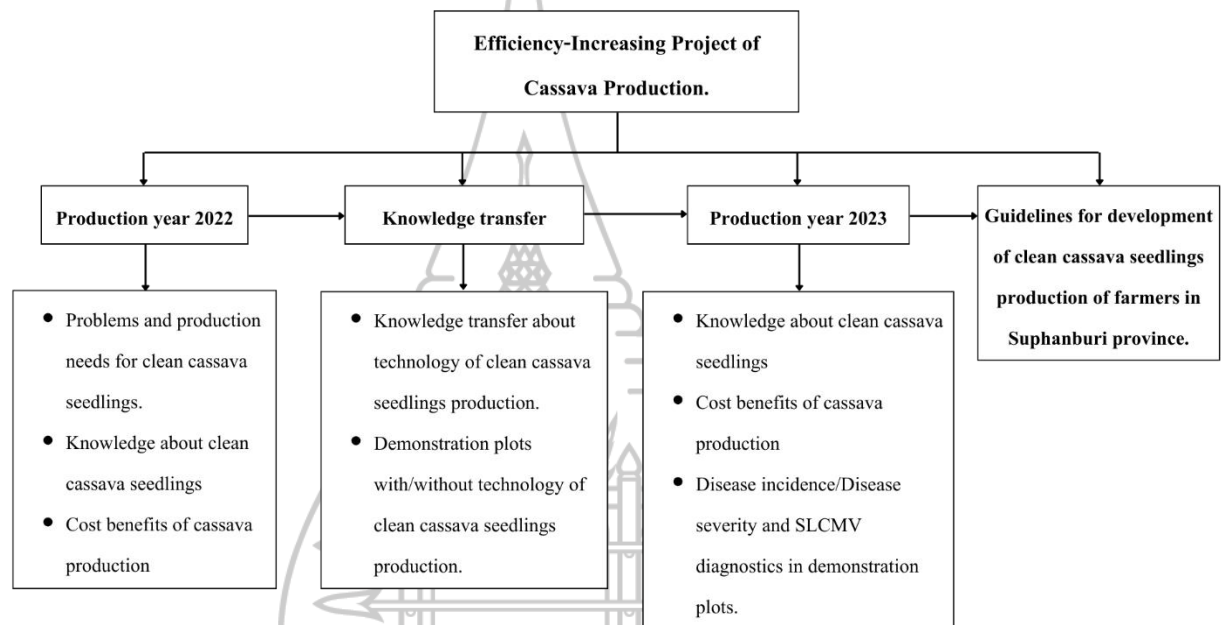 Efficiency-Increasing Project of
Cassava Production.
Production year 2022
Knowledge transfer
Production year 2023
Guidelines for development
of clean cassava seedlings
production of farmers in
Suphanburi province.
• Problems and production
needs for clean cassava
seedlings.
• Knowledge about clean
cassava seedlings
• Cost benefits of cassava
production
• Knowledge transfer about
technology of clean cassava
seedlings production.
• Demonstration plots
with/without technology of
clean cassava seedlings
production.
• Knowledge about clean cassava
seedlings
• Cost benefits of cassava
production
• Disease incidence/Disease
severity and SLCMV
diagnostics in demonstration
plots.